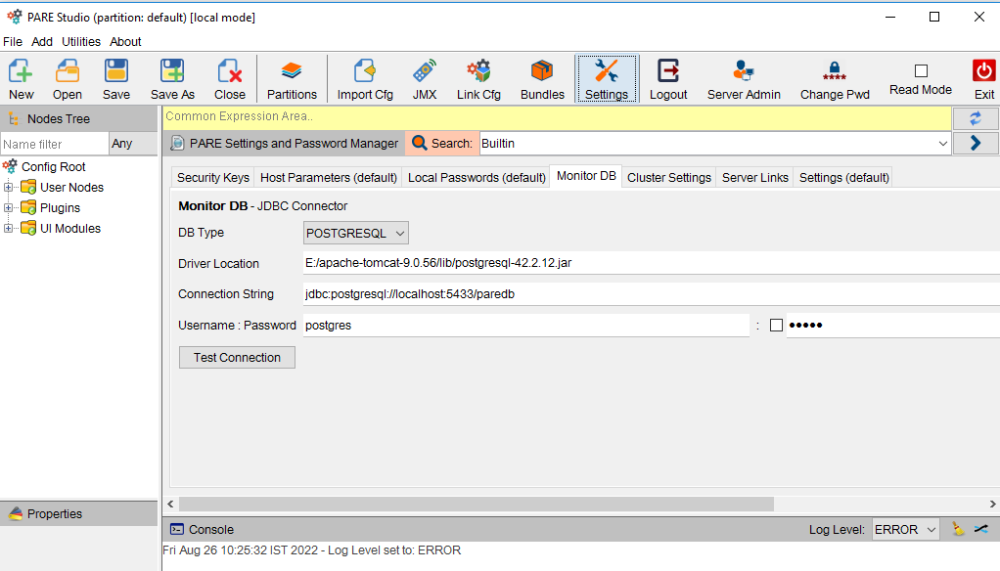 PARE Studio (partition: default) [local mode]
File Add Utilities About
New Open Save Save As Close Partitions Import Cfg JMX Link Cfg Bundles Settings Logout Server Admin Change Pwd Read Mode Exit
Nodes Tree
Common Expression Area..
Name filter Any
PARE Settings and Password Manager Search: Builtin
Config Root
User Nodes
Plugins
UI Modules
Security Keys Host Parameters (default) Local Passwords (default) Monitor DB Cluster Settings Server Links Settings (default)
Monitor DB - JDBC Connector
DB Type POSTGRESQL
Driver Location E:/apache-tomcat-9.0.56/lib/postgresql-42.2.12.jar
Connection String jdbc:postgresql://localhost:5433/paredb
Username : Password postgres : ●●●●●
Test Connection
Properties
Console Log Level: ERROR
Fri Aug 26 10:25:32 IST 2022 - Log Level set to: ERROR